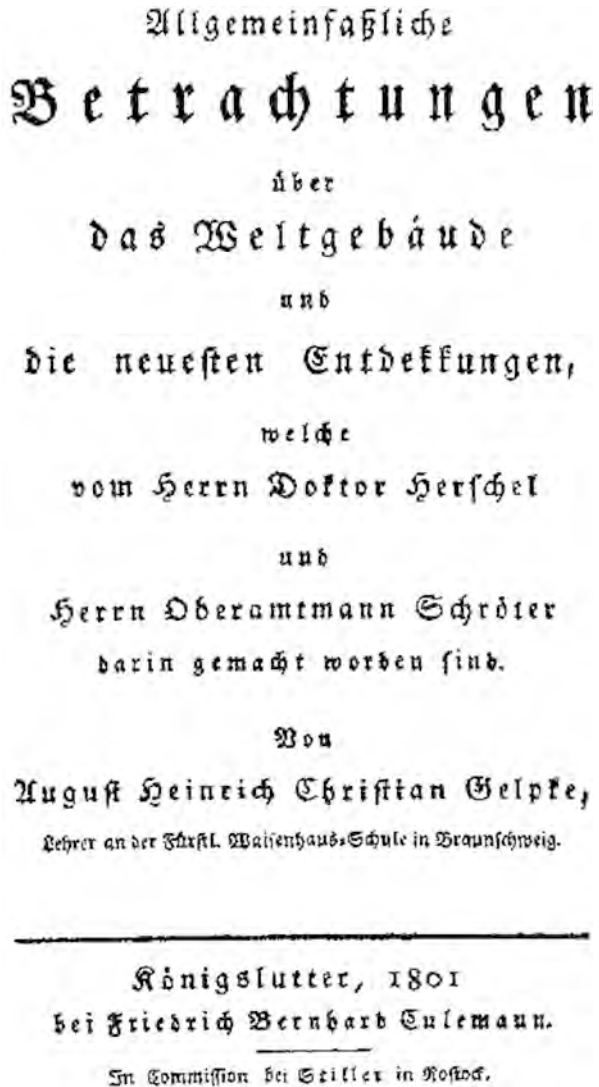 Allgemeinfaßliche
Betrachtungen
über
das Weltgebäude
und
die neuesten Entdekkungen,
welche
vom Herrn Doktor Herschel
und
Herrn Oberamtmann Schröter
darin gemacht worden sind.
Von
August Heinrich Christian Gelpke,
Lehrer an der Fürstl. Waisenhaus-Schule in Braunschweig.
Königslutter, 1801
bei Friedrich Bernhard Culemann.
In Commission bei Stiller in Rostock.